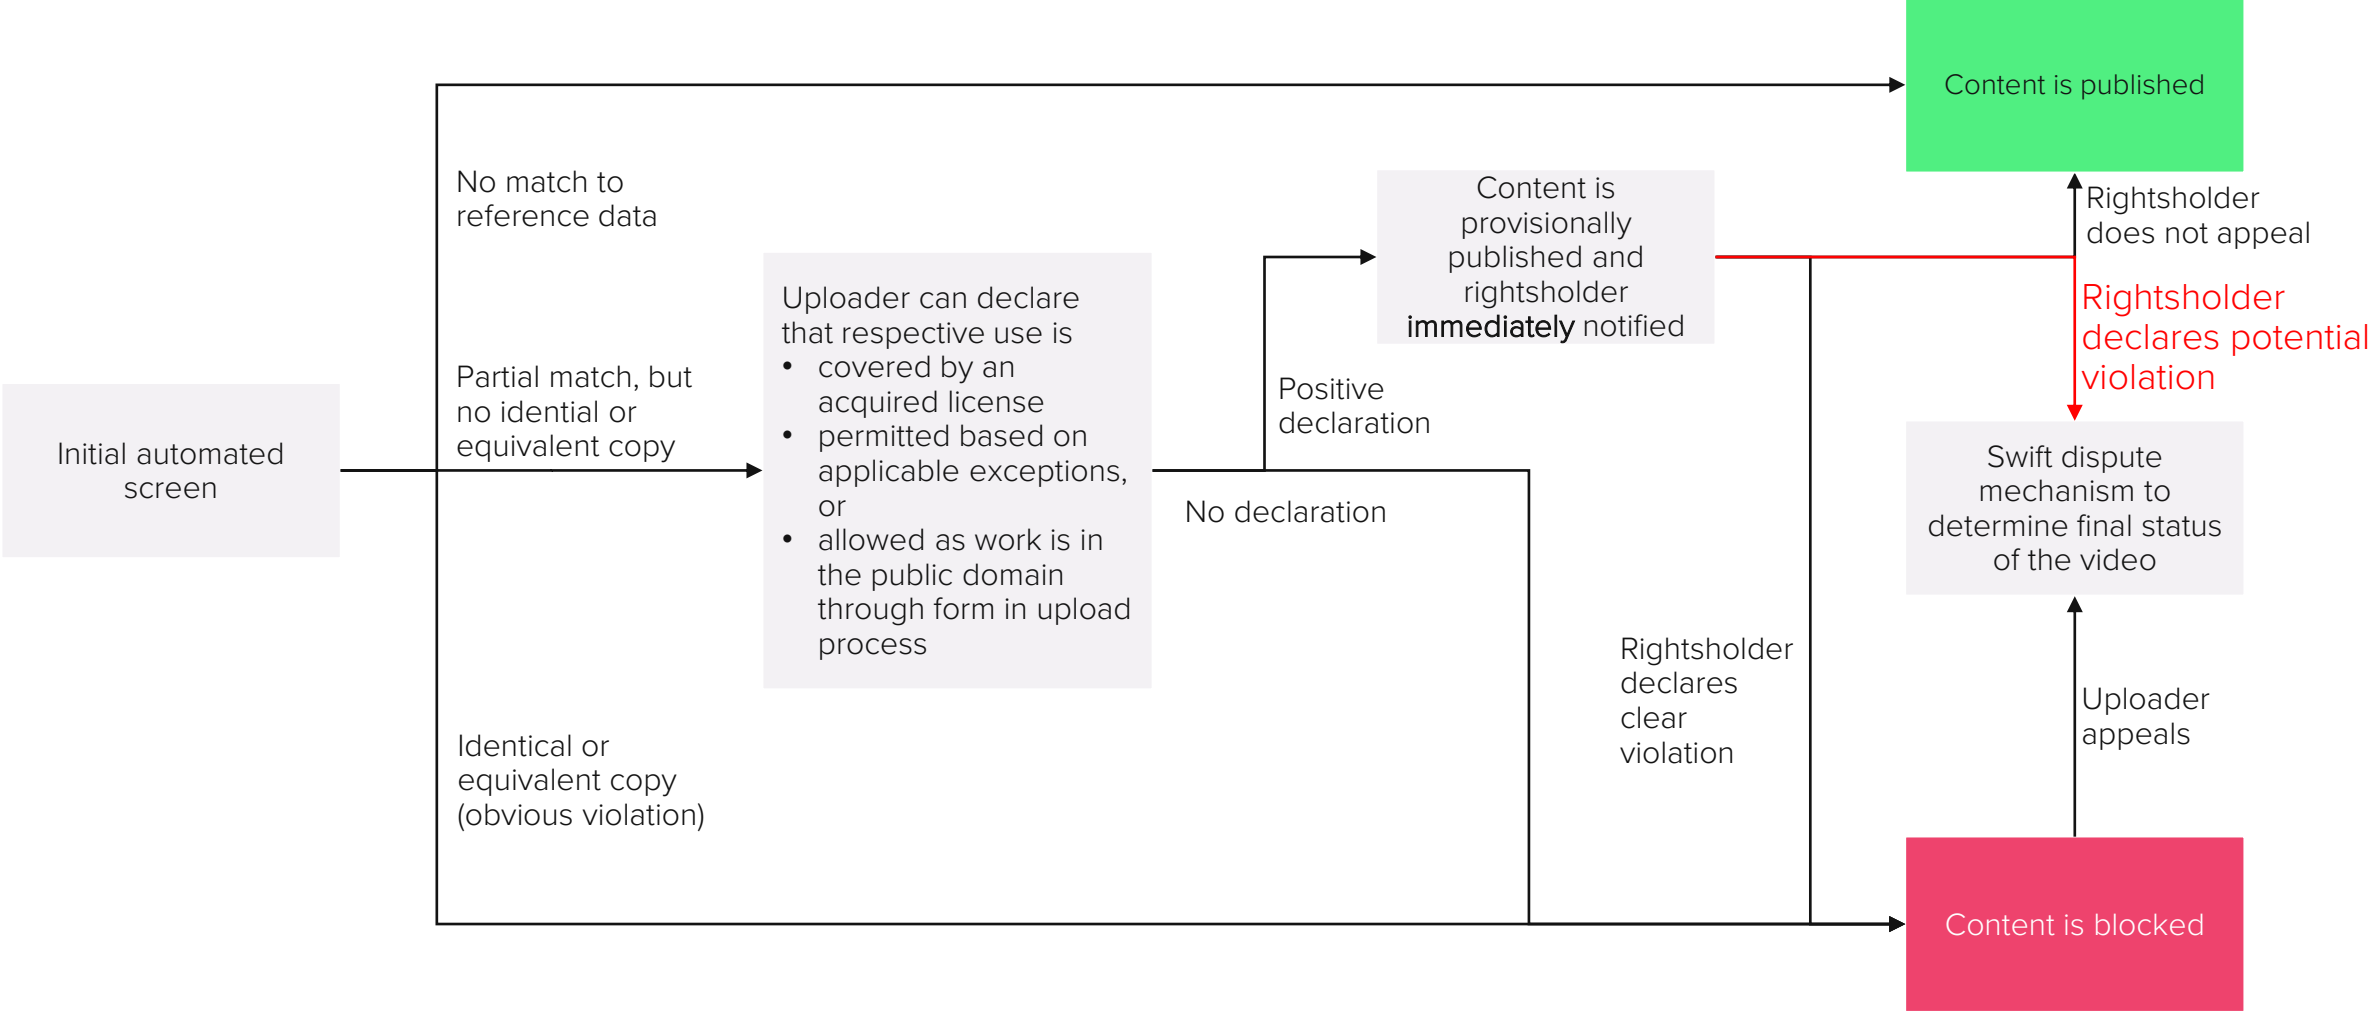 Content is published
No match to
reference data
Content is
provisionally
published and
rightsholder
immediately notified
Rightsholder
does not appeal
Rightsholder
declares potential
violation
Uploader can declare
that respective use is
• covered by an
acquired license
• permitted based on
applicable exceptions,
or
• allowed as work is in
the public domain
through form in upload
process
Partial match, but
no idential or
equivalent copy
Positive
declaration
Initial automated
screen
No declaration
Swift dispute
mechanism to
determine final status
of the video
Rightsholder
declares
clear
violation
Uploader
appeals
Identical or
equivalent copy
(obvious violation)
Content is blocked